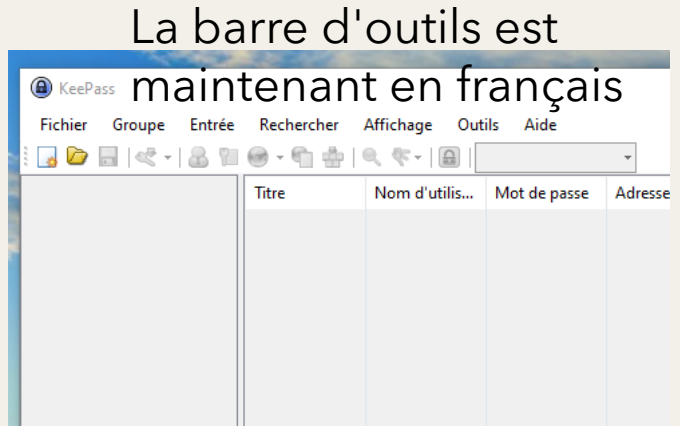 La barre d'outils est
maintenant en français
KeePass
Fichier Groupe Entrée Rechercher Affichage Outils Aide
Titre Nom d'utilis... Mot de passe Adresse